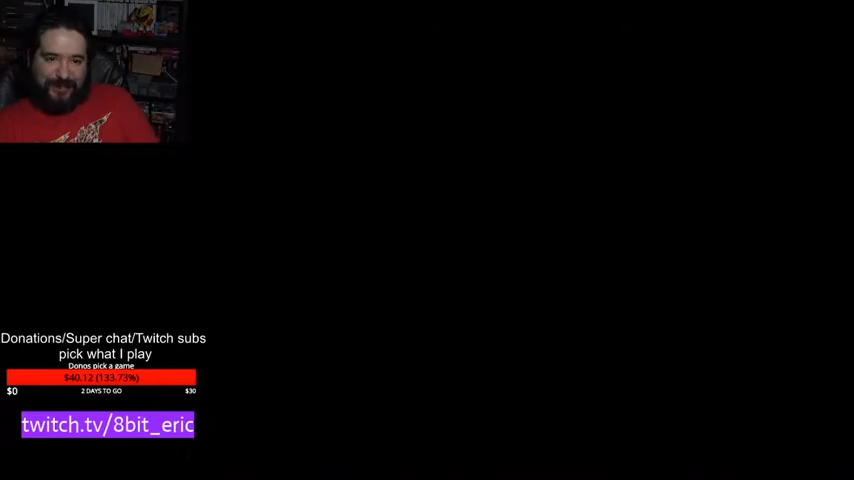 Donations/Super chat/Twitch subs
pick what I play
Donos pick a game
$40.12 (133.73%)
$0 2 DAYS TO GO $30
twitch.tv/8bit_eric